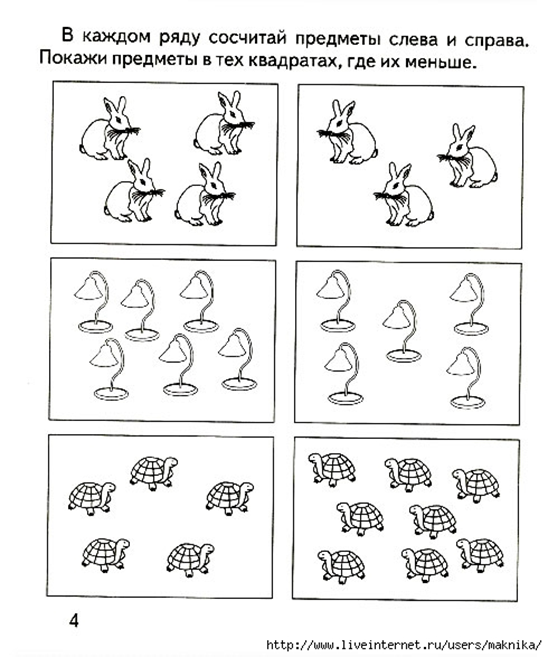 В каждом ряду сосчитай предметы слева и справа.
Покажи предметы в тех квадратах, где их меньше.
4
http://www.liveinternet.ru/users/maknika/